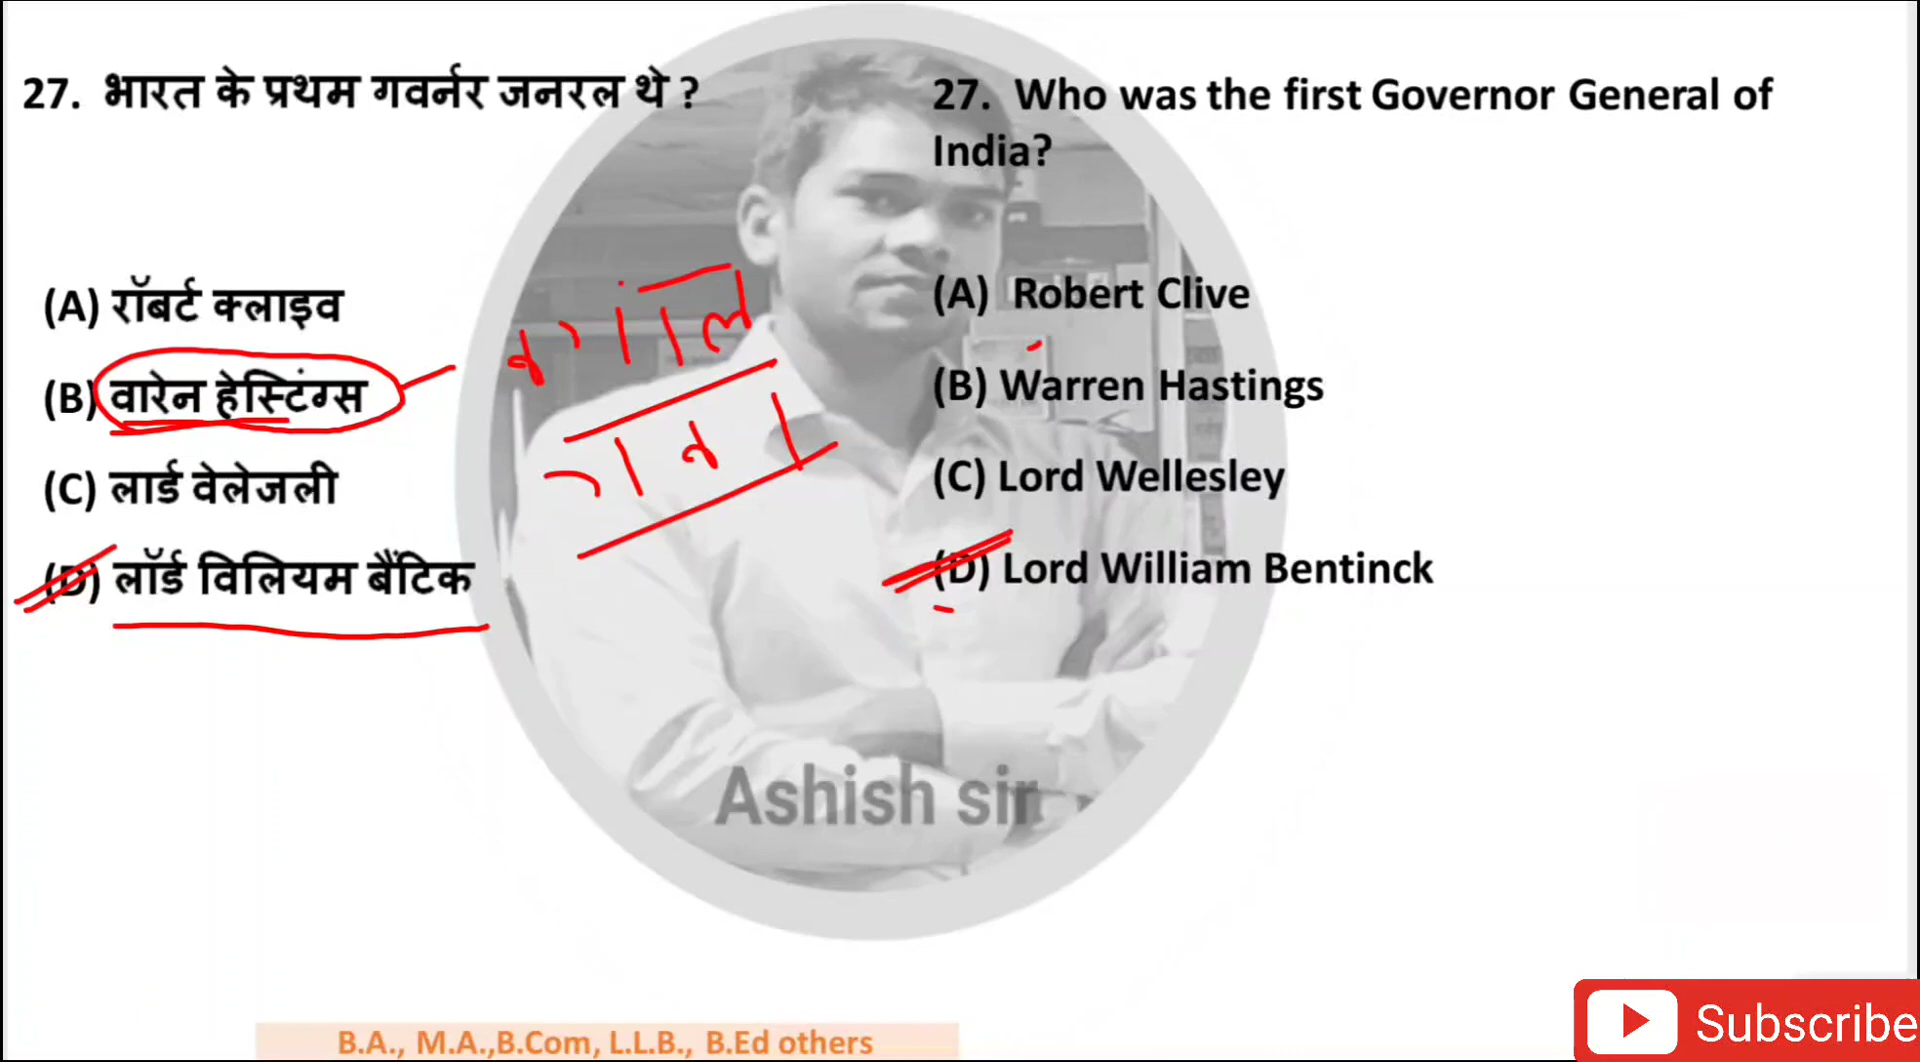 27. भारत के प्रथम गवर्नर जनरल थे ?
(A) रॉबर्ट क्लाइव
(B) वारेन हेस्टिंग्स
(C) लार्ड वेलेजली
(D) लॉर्ड विलियम बैंटिक
27. Who was the first Governor General of
India?
(A) Robert Clive
(B) Warren Hastings
(C) Lord Wellesley
(D) Lord William Bentinck
Ashish sir
B.A., M.A.,B.Com, L.L.B., B.Ed others
Subscribe